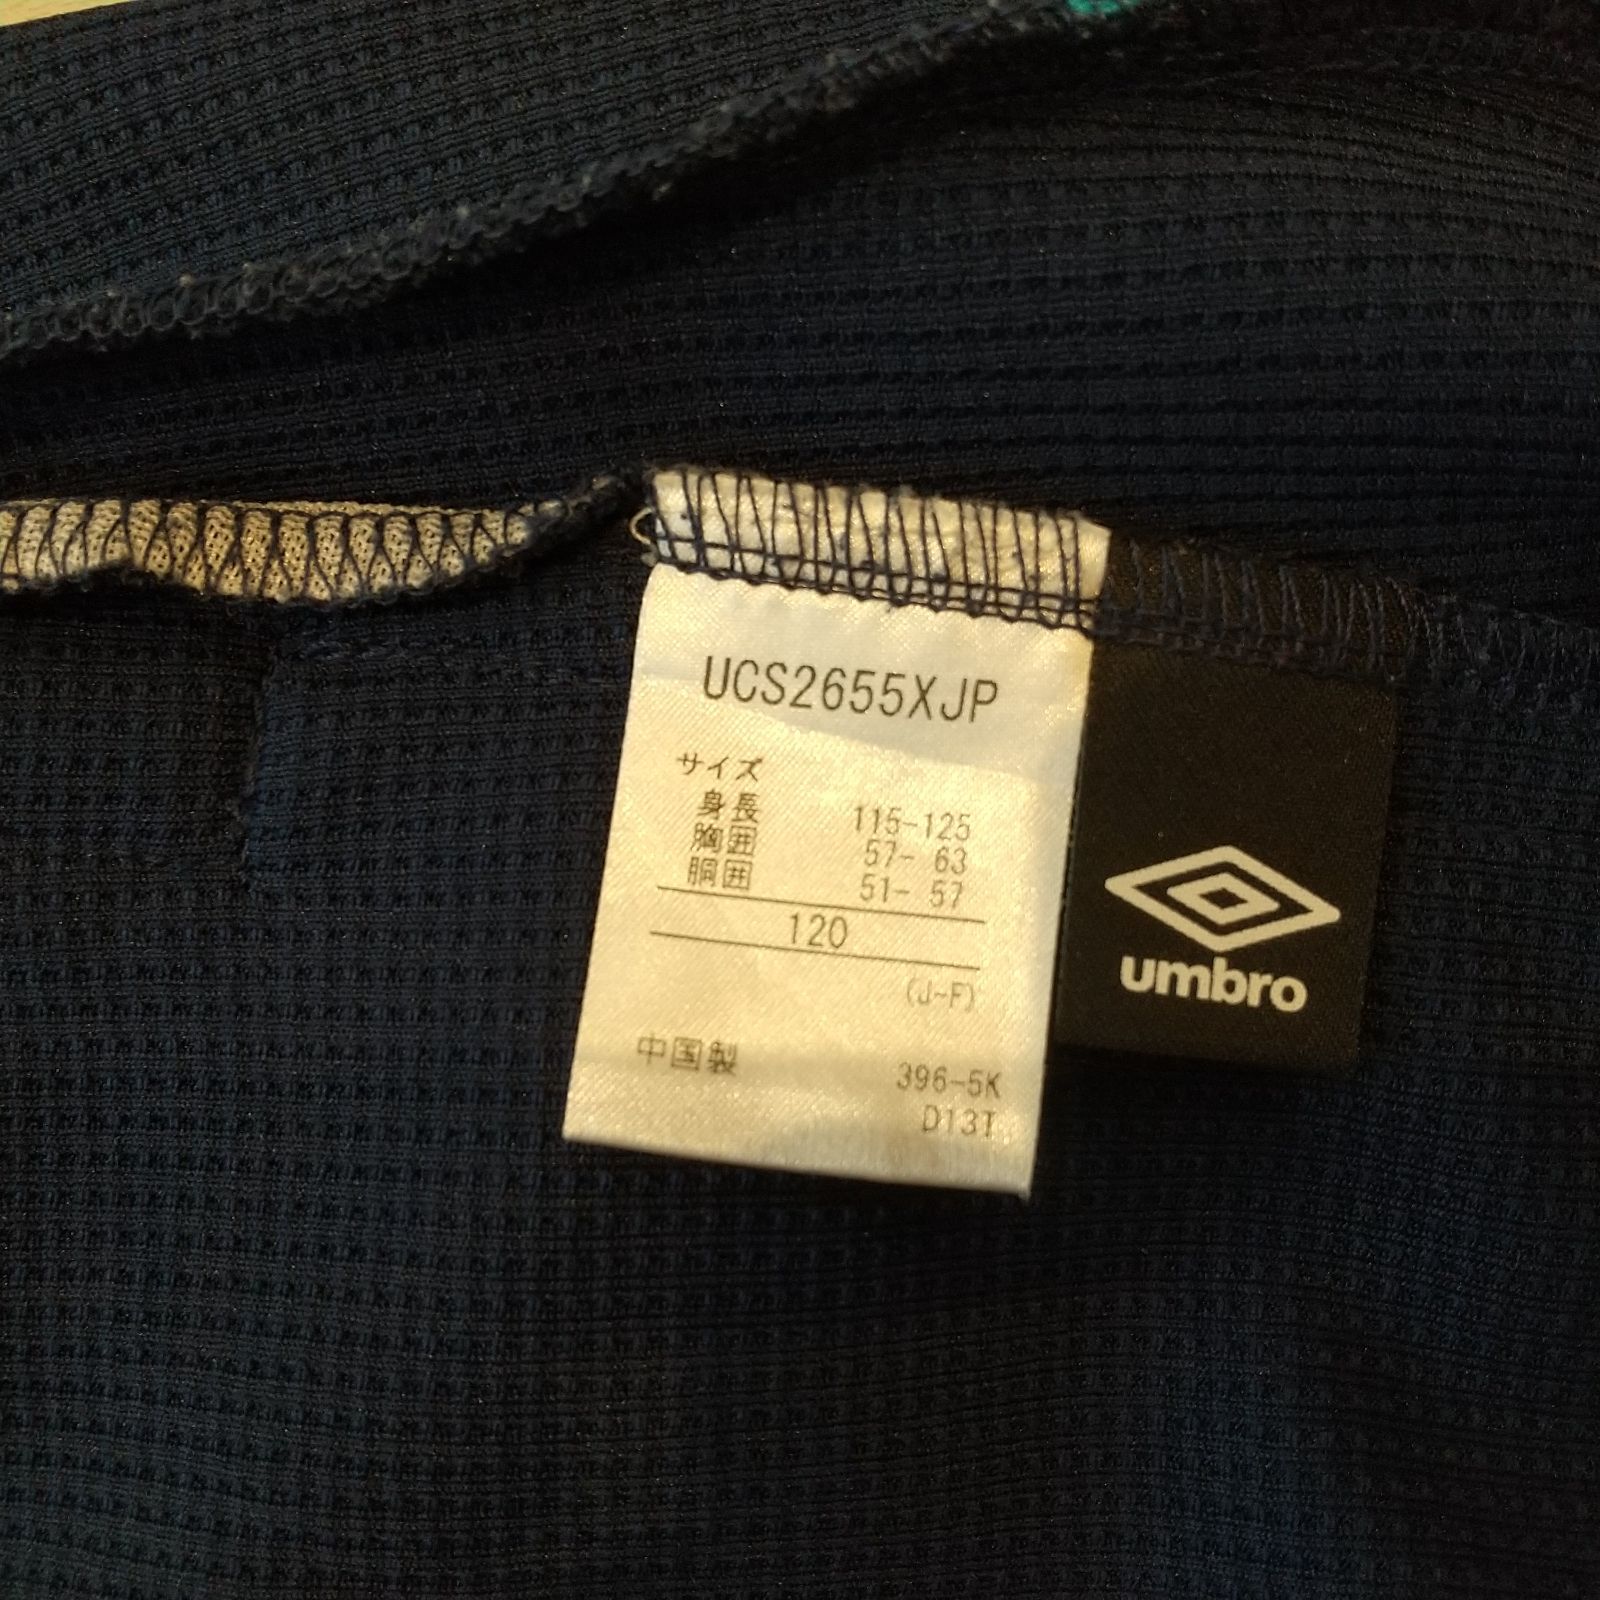 UCS2655XJP
サイズ
身長 115-125
胸囲 57- 63
胴囲 51- 57
120
(J-F)
中国製 396-5K
D13T
umbro